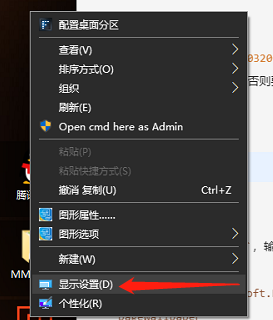 配置桌面分区
查看(V)
排序方式(O)
组织
刷新(E)
Open cmd here as Admin
粘贴(P)
粘贴快捷方式(S)
撤消 复制(U) Ctrl+Z
图形属性......
图形选项
新建(W)
显示设置(D)
个性化(R)
0320
否则
腾
MM
, 输
oft.